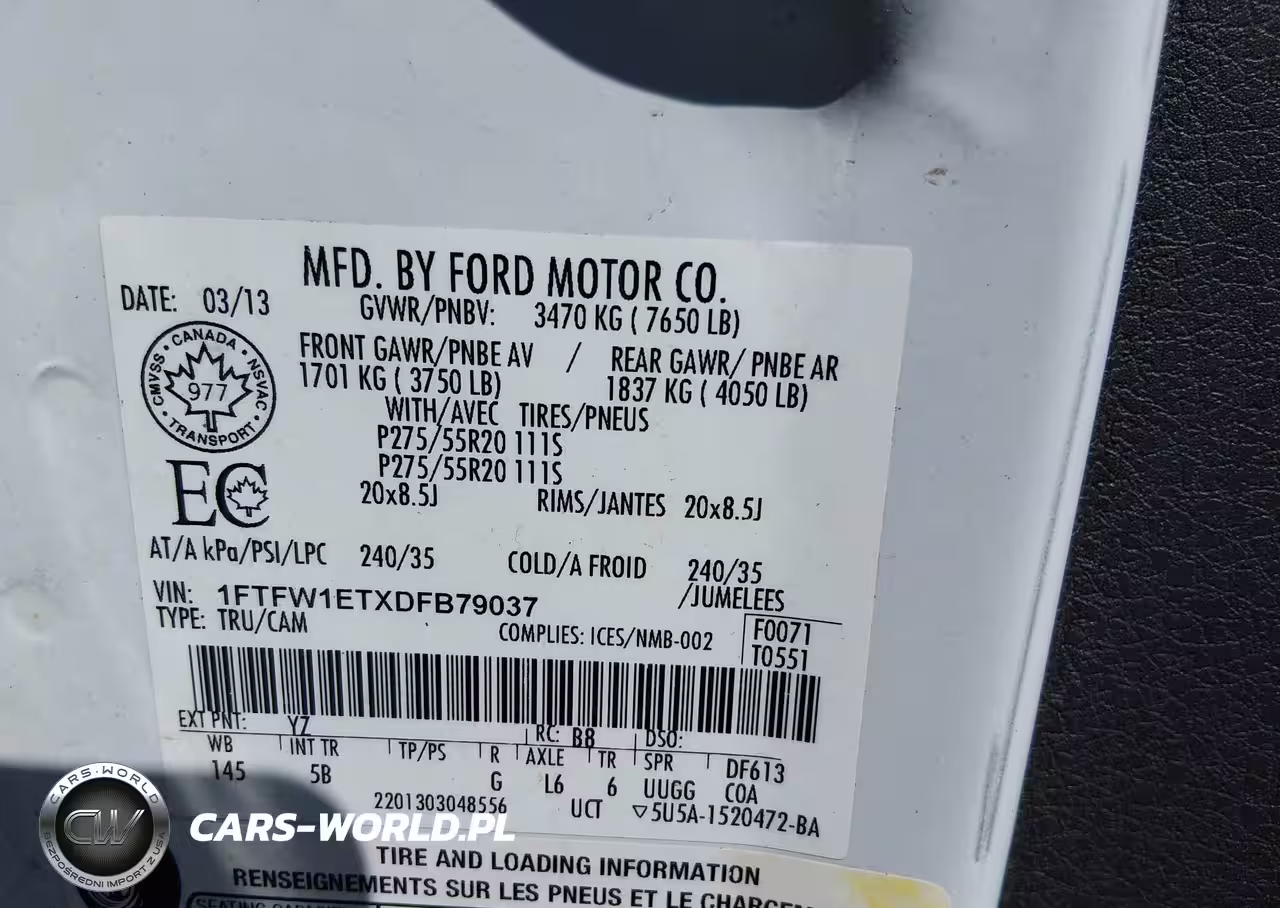 MFD. BY FORD MOTOR CO.
DATE: 03/13
GVWR/PNBV: 3470 KG ( 7650 LB)
FRONT GAWR/PNBE AV / REAR GAWR/ PNBE AR
1701 KG ( 3750 LB) 1837 KG ( 4050 LB)
WITH/AVEC TIRES/PNEUS
P275/55R20 111S
P275/55R20 111S
20x8.5J RIMS/JANTES 20x8.5J
CMVSS • CANADA • NSVAC • TRANSPORT •
977
EC
AT/A kPa/PSI/LPC 240/35 COLD/A FROID 240/35
VIN: 1FTFW1ETXDFB79037 /JUMELEES
TYPE: TRU/CAM COMPLIES: ICES/NMB-002 F0071
T0551
EXT PNT: YZ RC: B8 DSO:
WB INT TR TP/PS R AXLE TR SPR DF613
145 5B G L6 6 UUGG COA
2201303048556 UCT ▽5U5A-1520472-BA
TIRE AND LOADING INFORMATION
RENSEIGNEMENTS SUR LES PNEUS ET LE CHARGEM
SEATING CAPACITY
CARS-WORLD
CW
BEZPOŚREDNI IMPORT Z USA
CARS-WORLD.PL